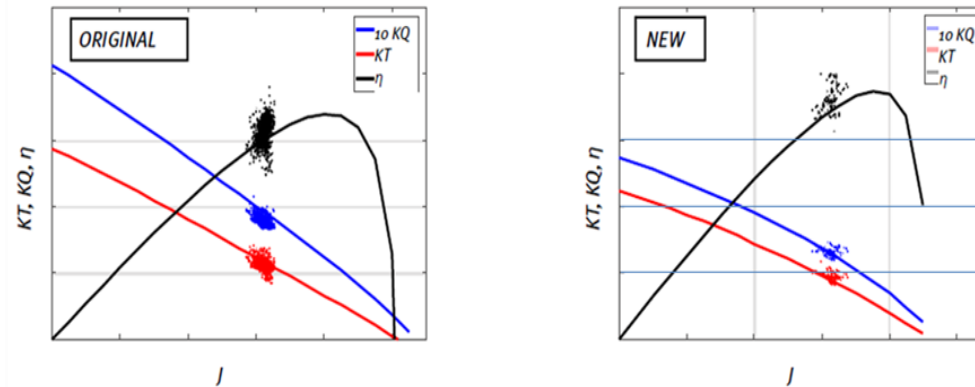 ORIGINAL
10 KQ
KT
η
KT, KQ, η
J
NEW
10 KQ
KT
η
KT, KQ, η
J